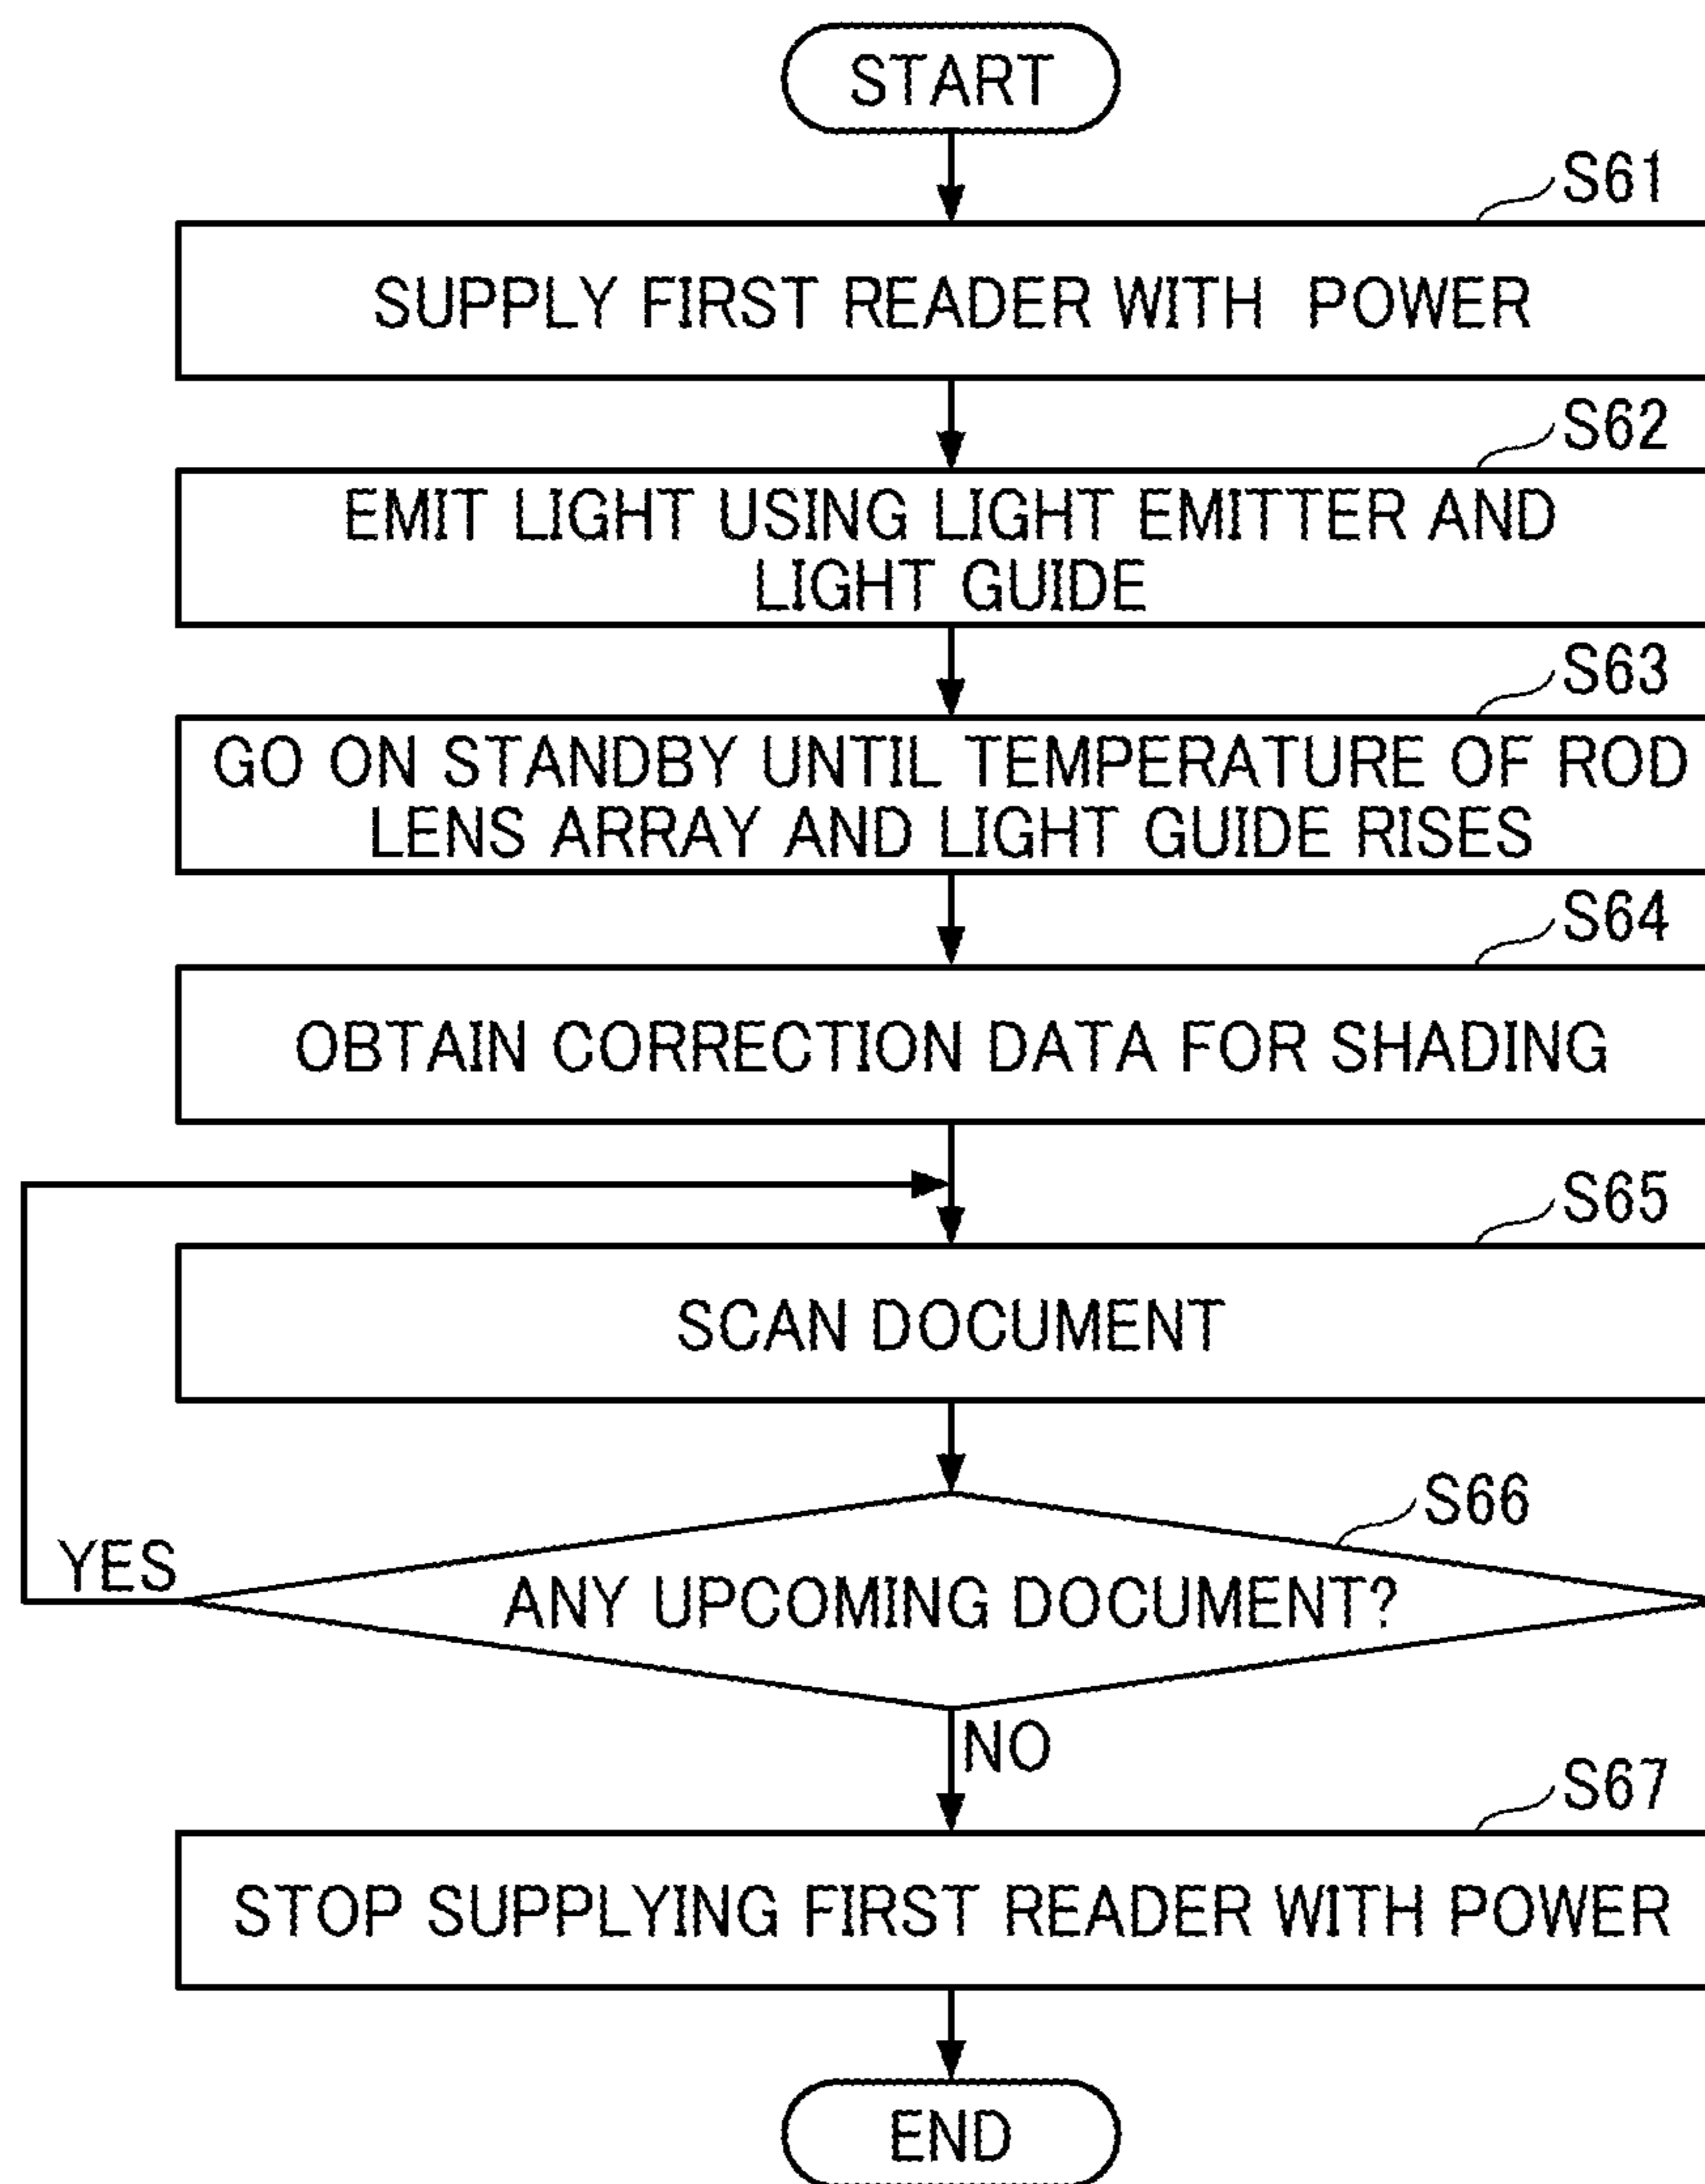 START
S61
SUPPLY FIRST READER WITH POWER
S62
EMIT LIGHT USING LIGHT EMITTER AND
LIGHT GUIDE
S63
GO ON STANDBY UNTIL TEMPERATURE OF ROD
LENS ARRAY AND LIGHT GUIDE RISES
S64
OBTAIN CORRECTION DATA FOR SHADING
S65
SCAN DOCUMENT
S66
YES
ANY UPCOMING DOCUMENT?
NO
S67
STOP SUPPLYING FIRST READER WITH POWER
END